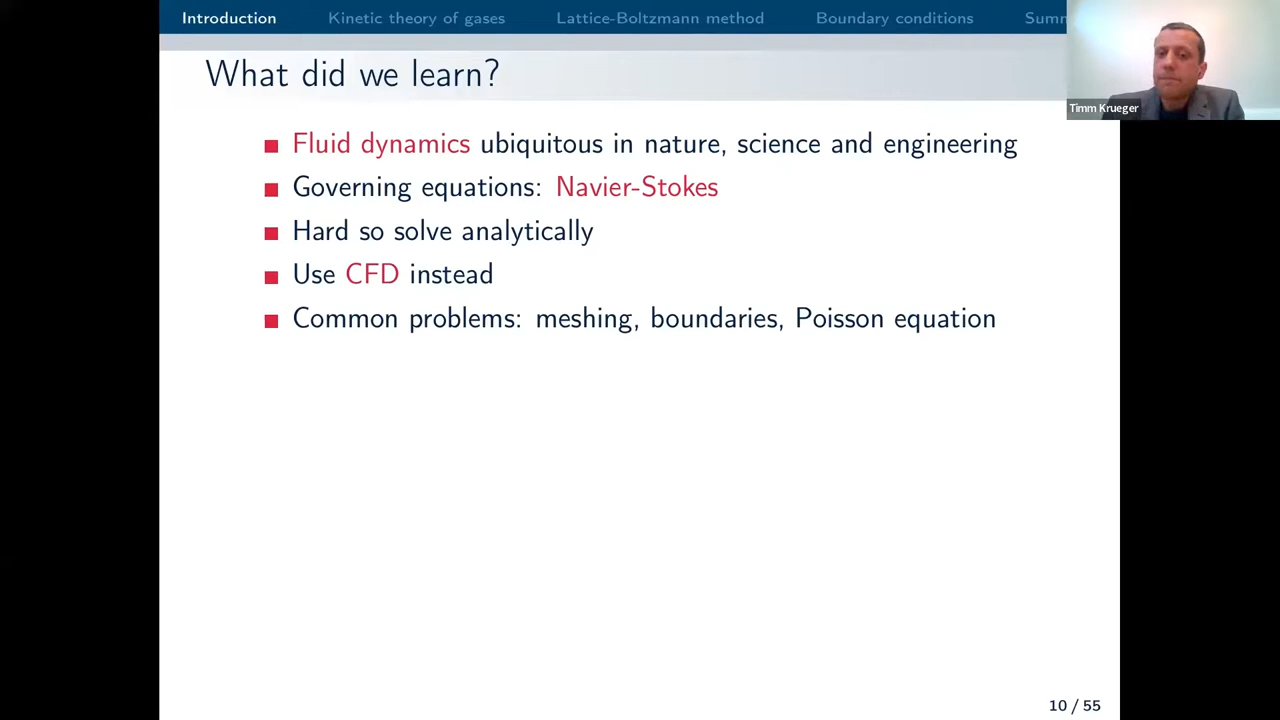 Introduction Kinetic theory of gases Lattice-Boltzmann method Boundary conditions
Timm Krueger
What did we learn?
Fluid dynamics ubiquitous in nature, science and engineering
Governing equations: Navier-Stokes
Hard so solve analytically
Use CFD instead
Common problems: meshing, boundaries, Poisson equation
10 / 55